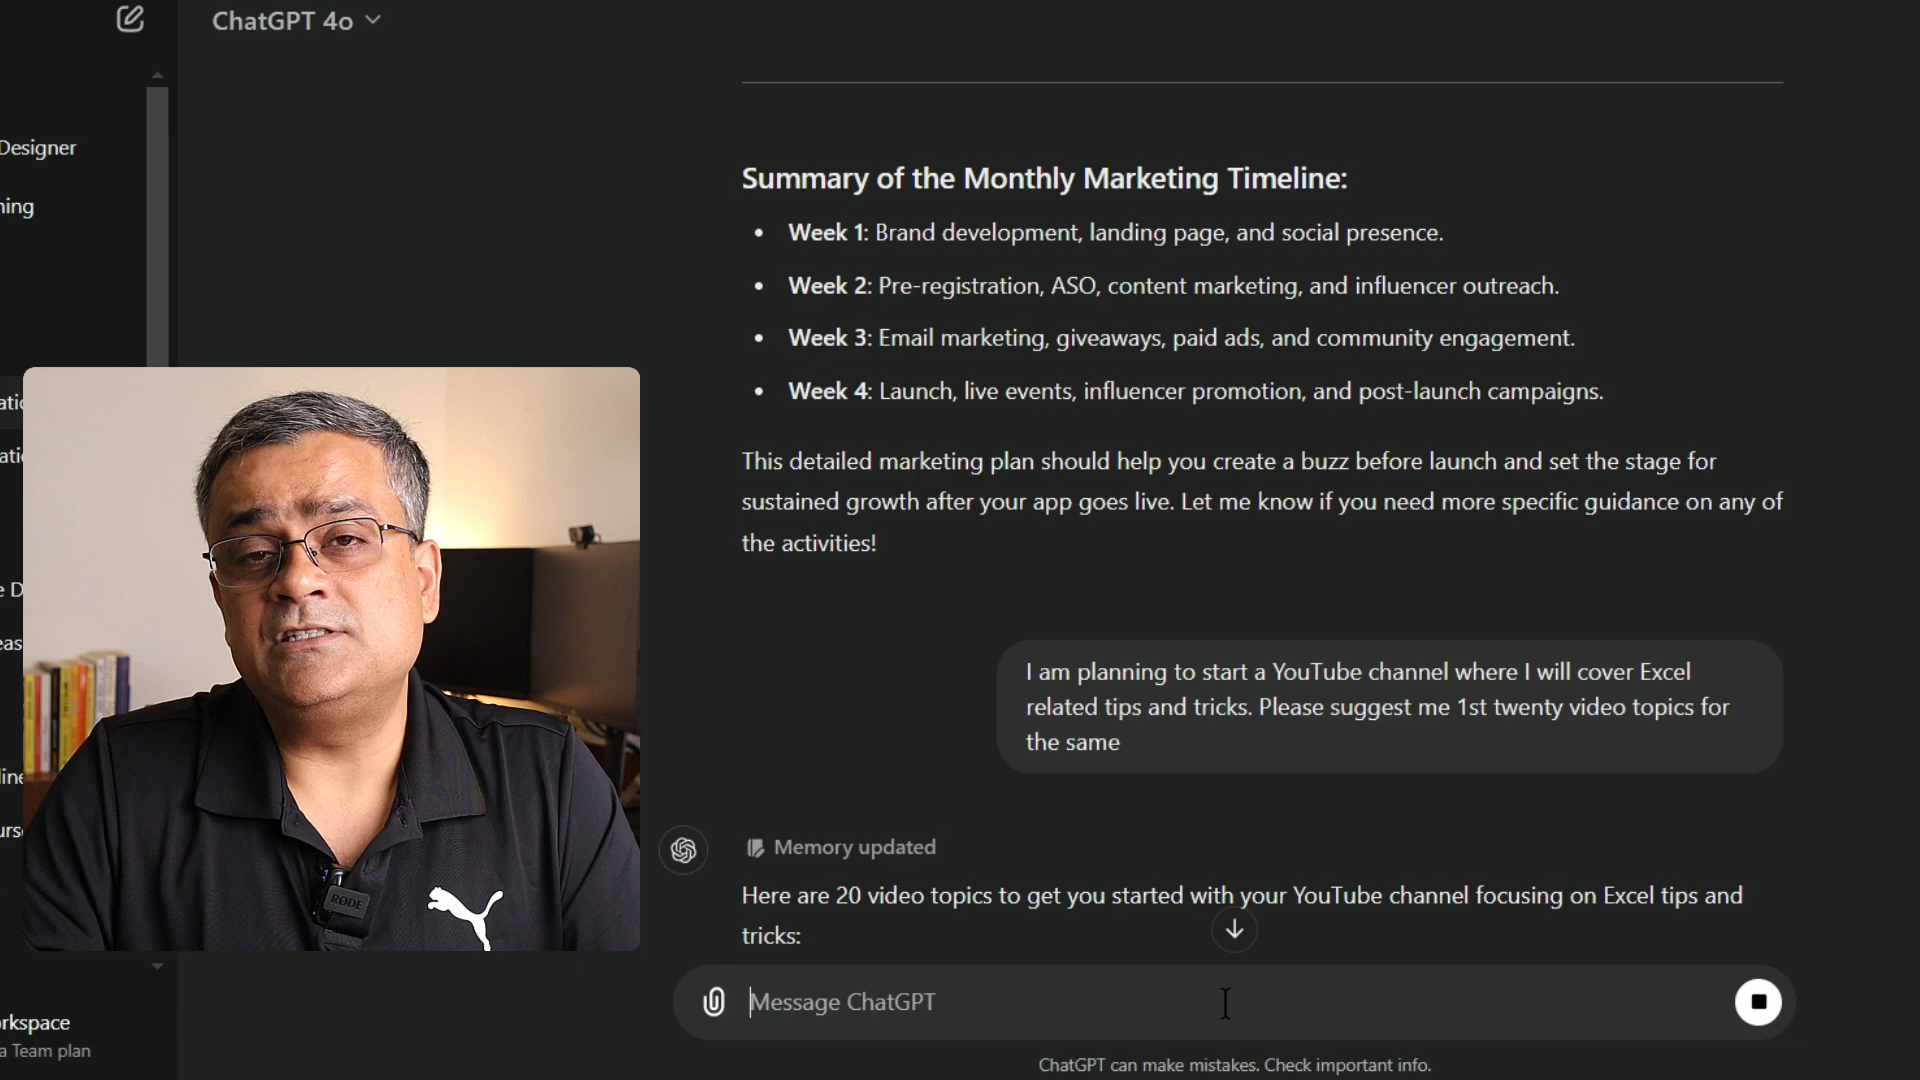 ChatGPT 4o
Designer
ning
Summary of the Monthly Marketing Timeline:
• Week 1: Brand development, landing page, and social presence.
• Week 2: Pre-registration, ASO, content marketing, and influencer outreach.
• Week 3: Email marketing, giveaways, paid ads, and community engagement.
• Week 4: Launch, live events, influencer promotion, and post-launch campaigns.
This detailed marketing plan should help you create a buzz before launch and set the stage for
sustained growth after your app goes live. Let me know if you need more specific guidance on any of
the activities!
I am planning to start a YouTube channel where I will cover Excel
related tips and tricks. Please suggest me 1st twenty video topics for
the same
Memory updated
Here are 20 video topics to get you started with your YouTube channel focusing on Excel tips and
tricks:
Message ChatGPT
ChatGPT can make mistakes. Check important info.
rkspace
a Team plan
RØDE